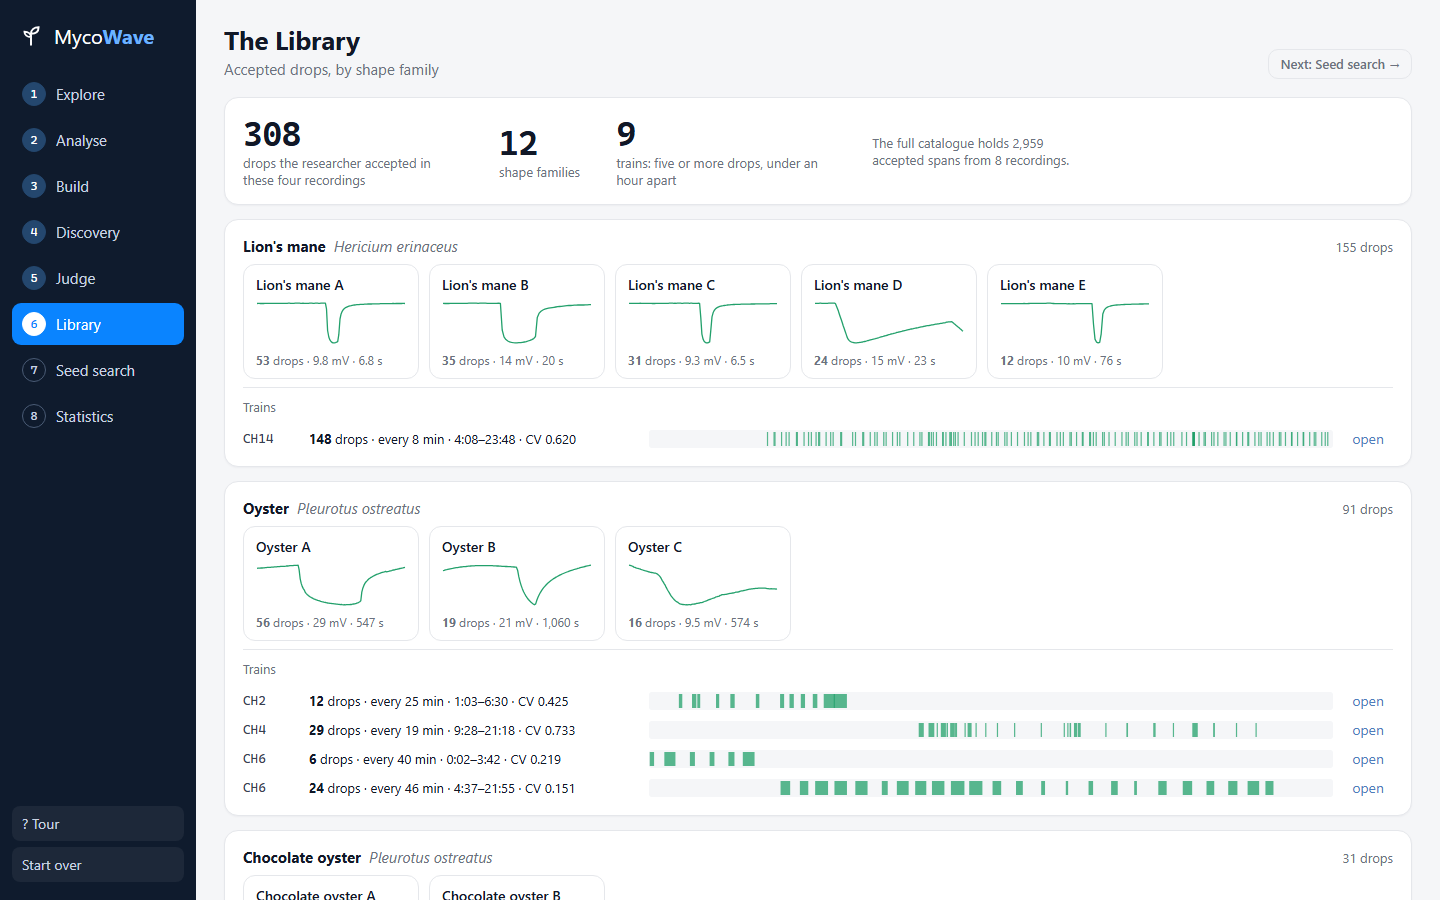 MycoWave
1 Explore
2 Analyse
3 Build
4 Discovery
5 Judge
6 Library
7 Seed search
8 Statistics
? Tour
Start over
The Library
Accepted drops, by shape family
Next: Seed search →
308
drops the researcher accepted in
these four recordings
12
shape families
9
trains: five or more drops, under an
hour apart
The full catalogue holds 2,959
accepted spans from 8 recordings.
Lion's mane Hericium erinaceus
155 drops
Lion's mane A
53 drops · 9.8 mV · 6.8 s
Lion's mane B
35 drops · 14 mV · 20 s
Lion's mane C
31 drops · 9.3 mV · 6.5 s
Lion's mane D
24 drops · 15 mV · 23 s
Lion's mane E
12 drops · 10 mV · 76 s
Trains
CH14 148 drops · every 8 min · 4:08–23:48 · CV 0.620 open
Oyster Pleurotus ostreatus
91 drops
Oyster A
56 drops · 29 mV · 547 s
Oyster B
19 drops · 21 mV · 1,060 s
Oyster C
16 drops · 9.5 mV · 574 s
Trains
CH2 12 drops · every 25 min · 1:03–6:30 · CV 0.425 open
CH4 29 drops · every 19 min · 9:28–21:18 · CV 0.733 open
CH6 6 drops · every 40 min · 0:02–3:42 · CV 0.219 open
CH6 24 drops · every 46 min · 4:37–21:55 · CV 0.151 open
Chocolate oyster Pleurotus ostreatus
31 drops
Chocolate oyster A
Chocolate oyster B